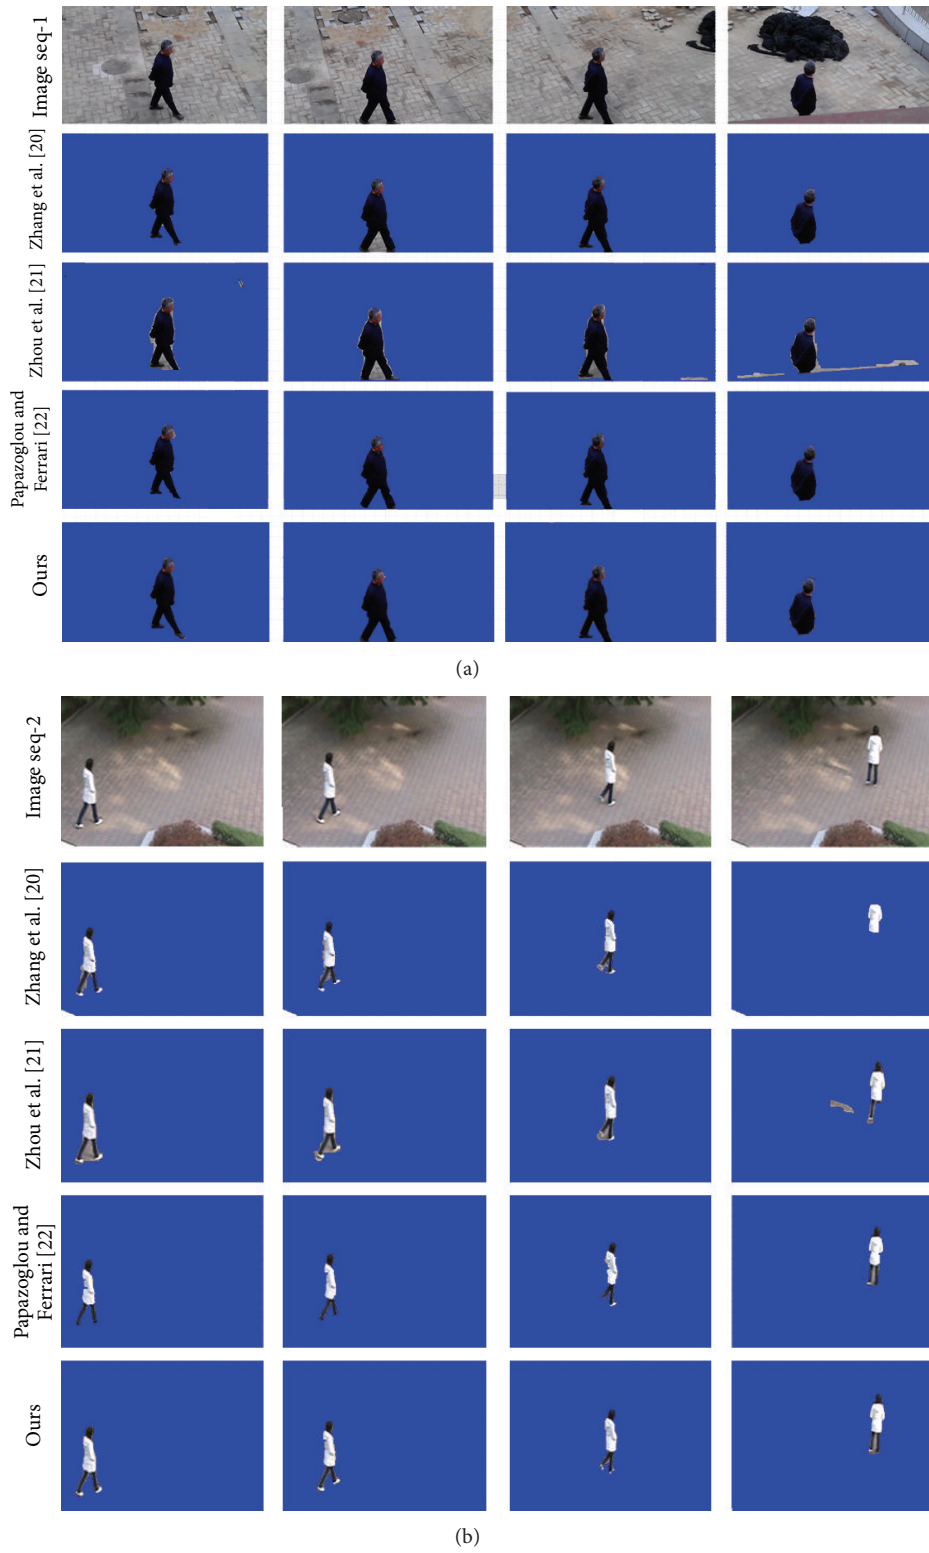 Image seq-1
Zhang et al. [20]
Zhou et al. [21]
Papazoglou and
Ferrari [22]
Ours
(a)
Image seq-2
Zhang et al. [20]
Zhou et al. [21]
Papazoglou and
Ferrari [22]
Ours
(b)